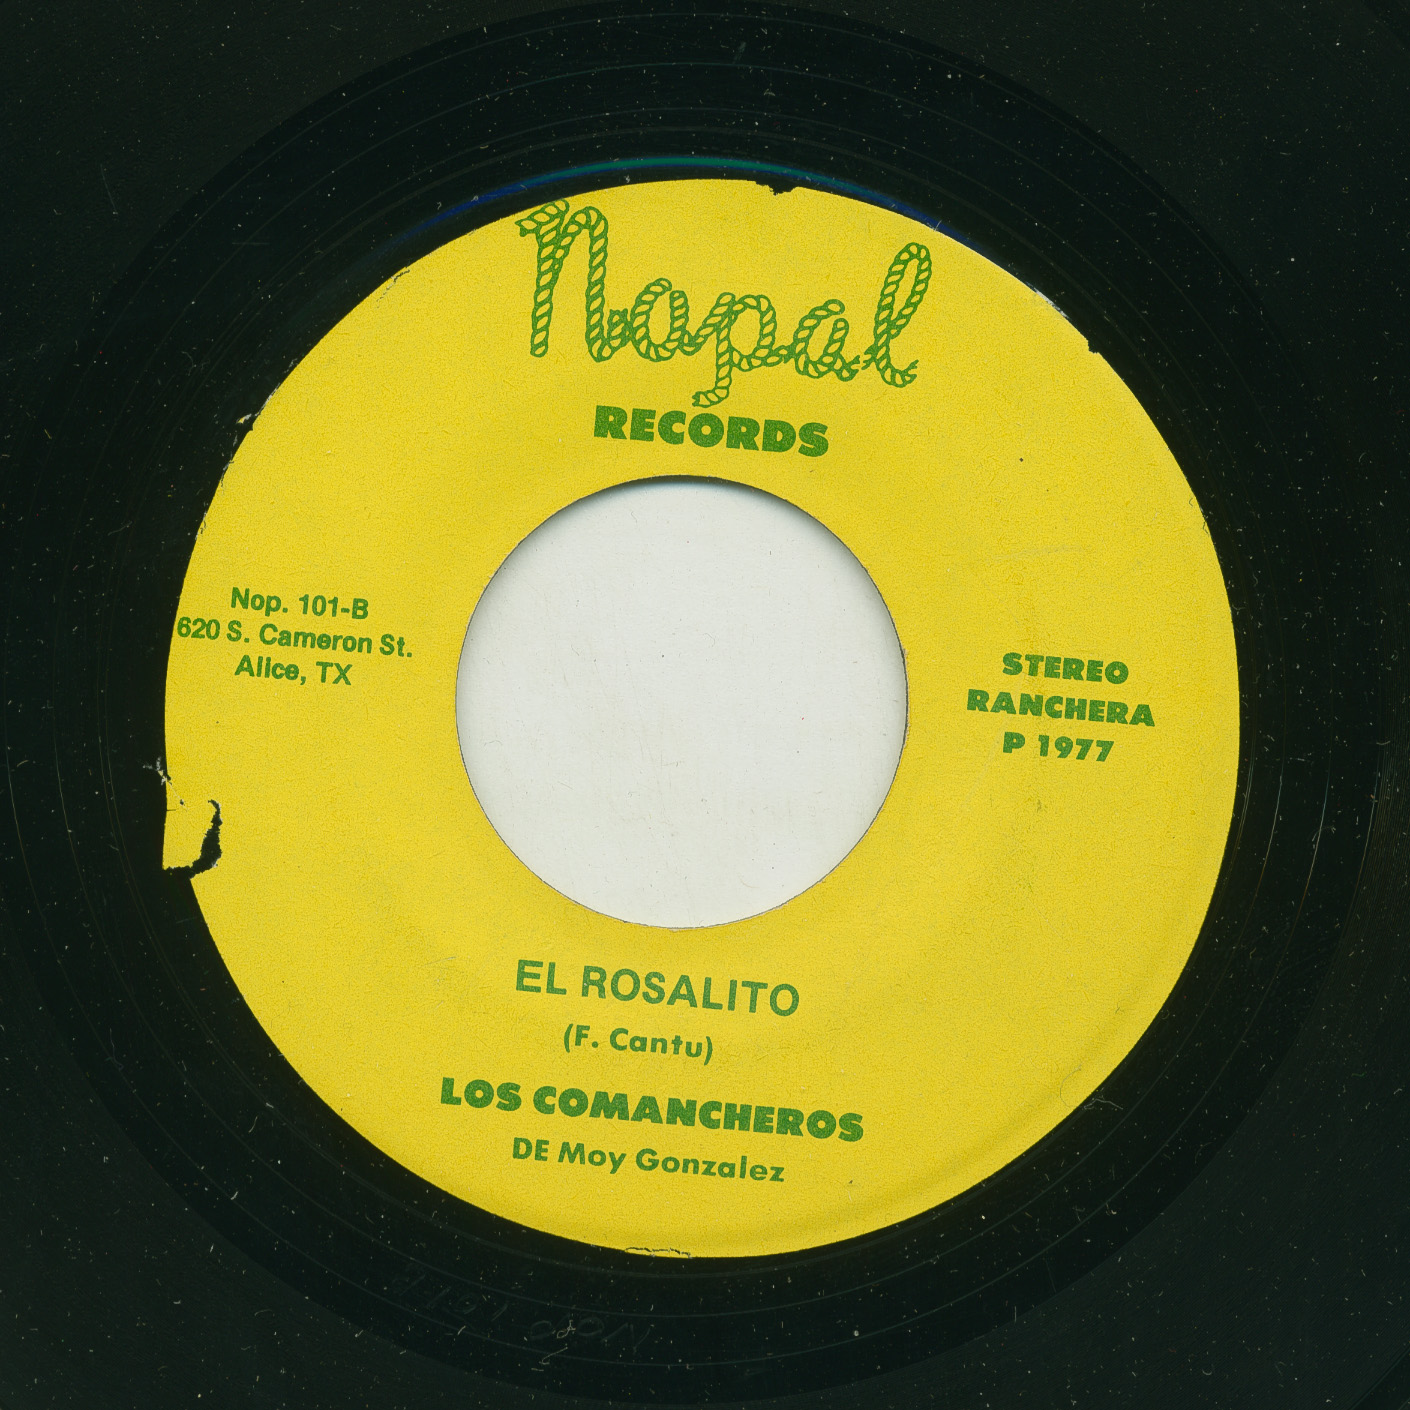 Nopal
RECORDS
Nop. 101-B
620 S. Cameron St.
Alice, TX
STEREO
RANCHERA
P 1977
EL ROSALITO
(F. Cantu)
LOS COMANCHEROS
DE Moy Gonzalez